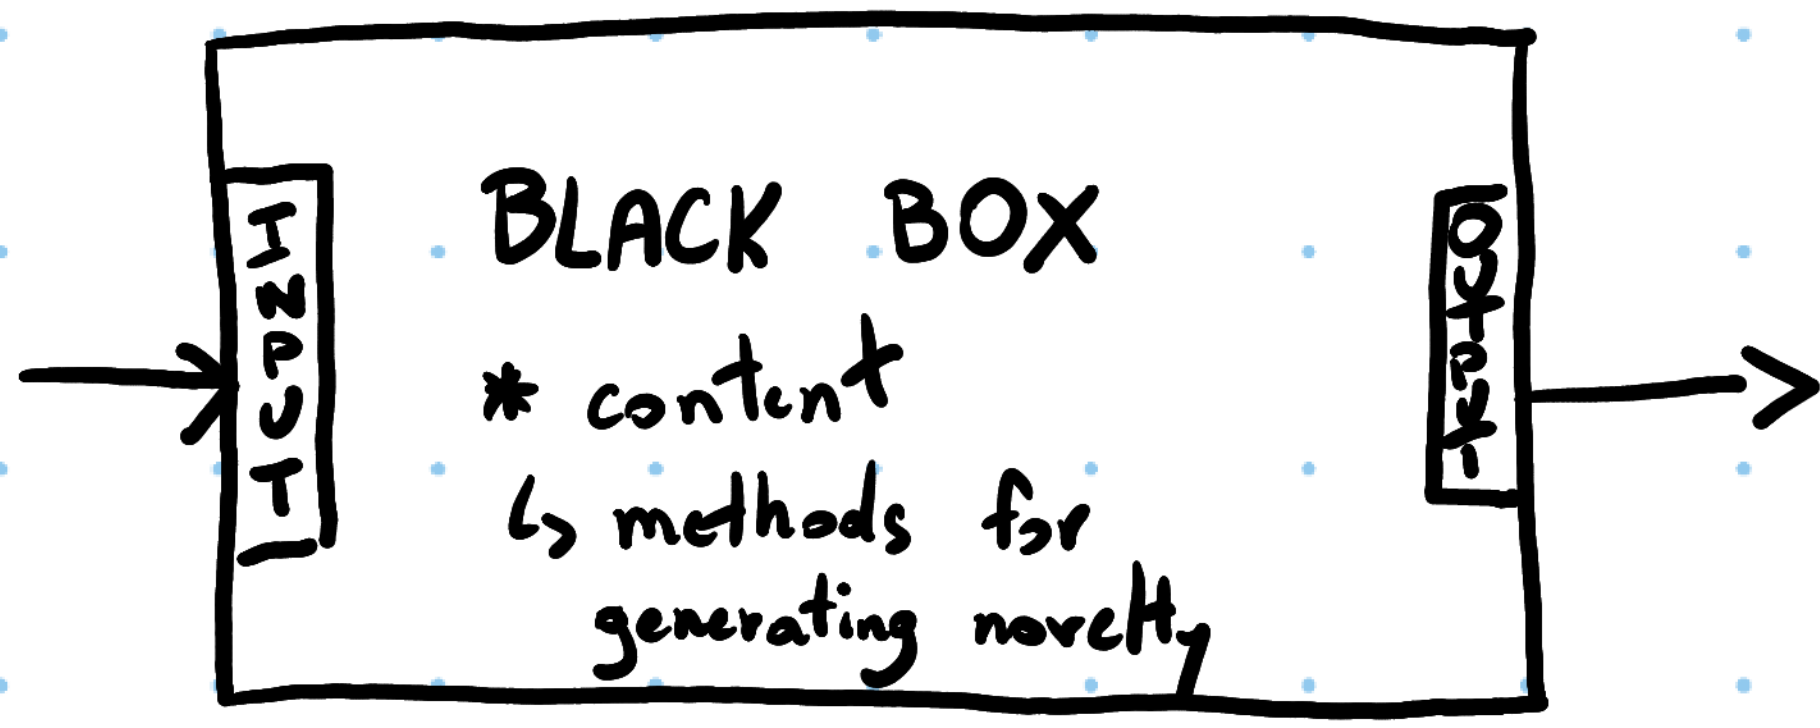 INPUT
BLACK BOX
* content
↳ methods for
generating novelty
OUTPUT